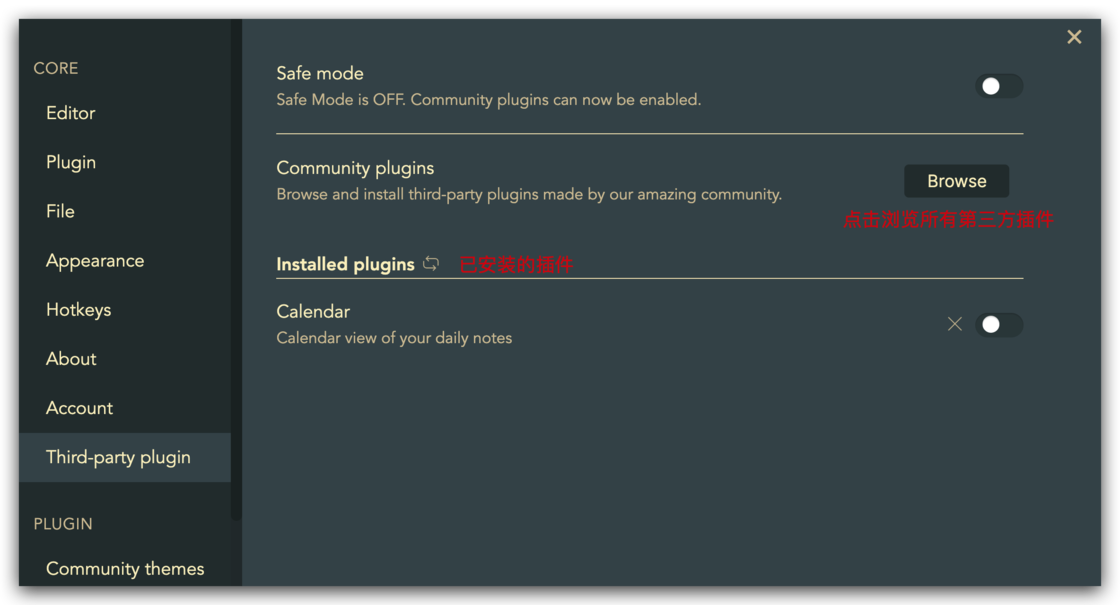 CORE
Editor
Plugin
File
Appearance
Hotkeys
About
Account
Third-party plugin
PLUGIN
Community themes
Safe mode
Safe Mode is OFF. Community plugins can now be enabled.
Community plugins
Browse and install third-party plugins made by our amazing community.
Browse
点击浏览所有第三方插件
Installed plugins 已安装的插件
Calendar
Calendar view of your daily notes